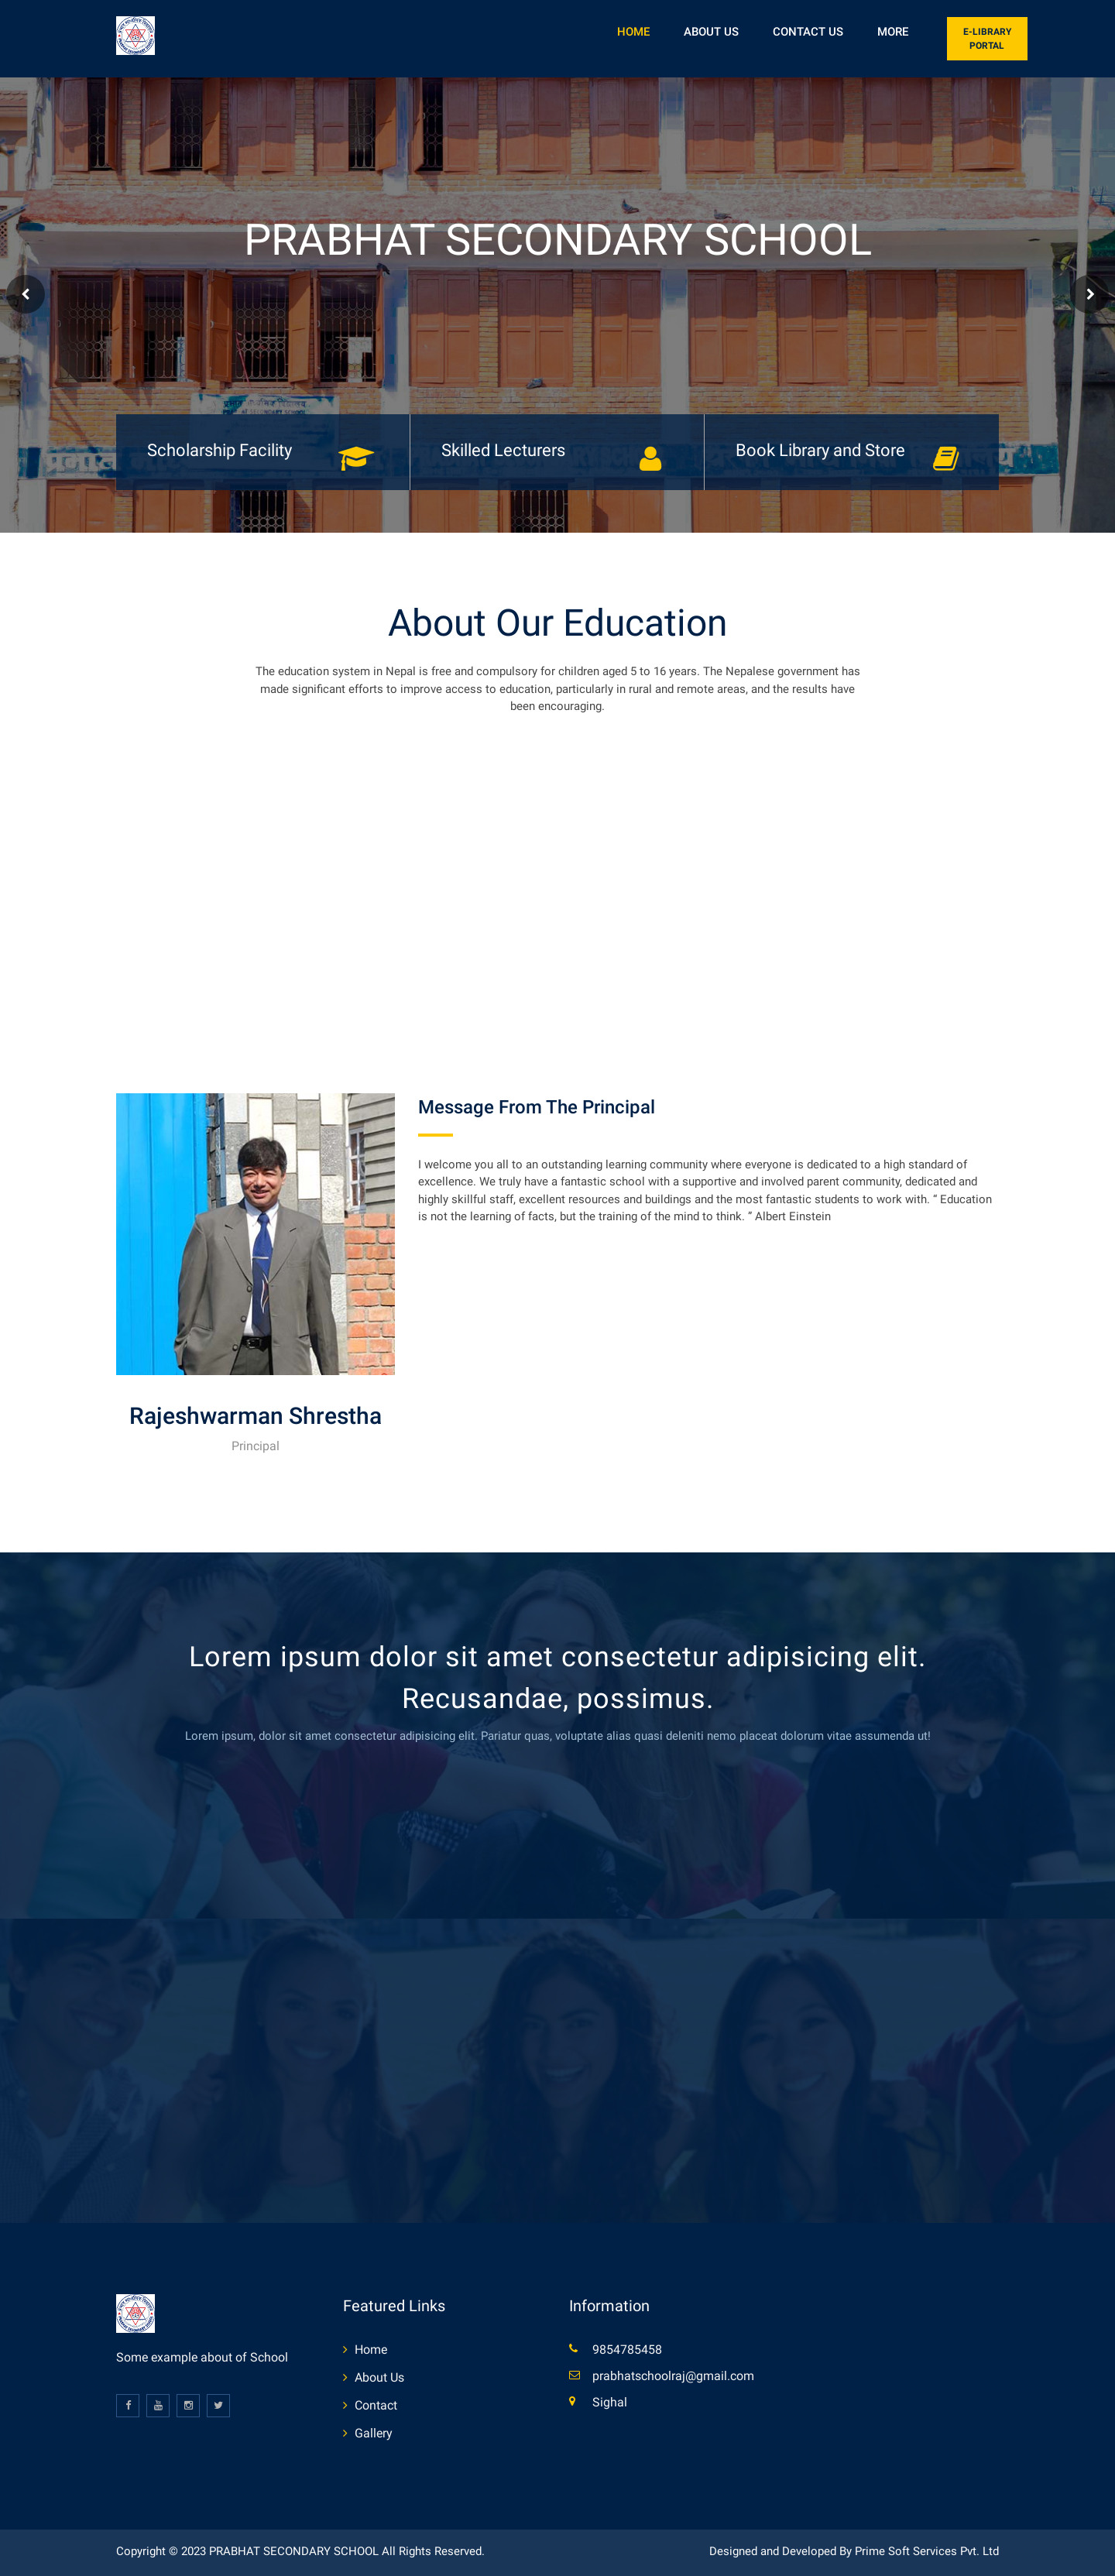 HOME
ABOUT US
CONTACT US
MORE
E-LIBRARY
PORTAL
PRABHAT SECONDARY SCHOOL
Scholarship Facility
Skilled Lecturers
Book Library and Store
About Our Education
The education system in Nepal is free and compulsory for children aged 5 to 16 years. The Nepalese government has
made significant efforts to improve access to education, particularly in rural and remote areas, and the results have
been encouraging.
Message From The Principal
I welcome you all to an outstanding learning community where everyone is dedicated to a high standard of
excellence. We truly have a fantastic school with a supportive and involved parent community, dedicated and
highly skillful staff, excellent resources and buildings and the most fantastic students to work with. “ Education
is not the learning of facts, but the training of the mind to think. ” Albert Einstein
Rajeshwarman Shrestha
Principal
Lorem ipsum dolor sit amet consectetur adipisicing elit.
Recusandae, possimus.
Lorem ipsum, dolor sit amet consectetur adipisicing elit. Pariatur quas, voluptate alias quasi deleniti nemo placeat dolorum vitae assumenda ut!
Some example about of School
Featured Links
Home
About Us
Contact
Gallery
Information
9854785458
prabhatschoolraj@gmail.com
Sighal
Copyright © 2023 PRABHAT SECONDARY SCHOOL All Rights Reserved.
Designed and Developed By Prime Soft Services Pvt. Ltd